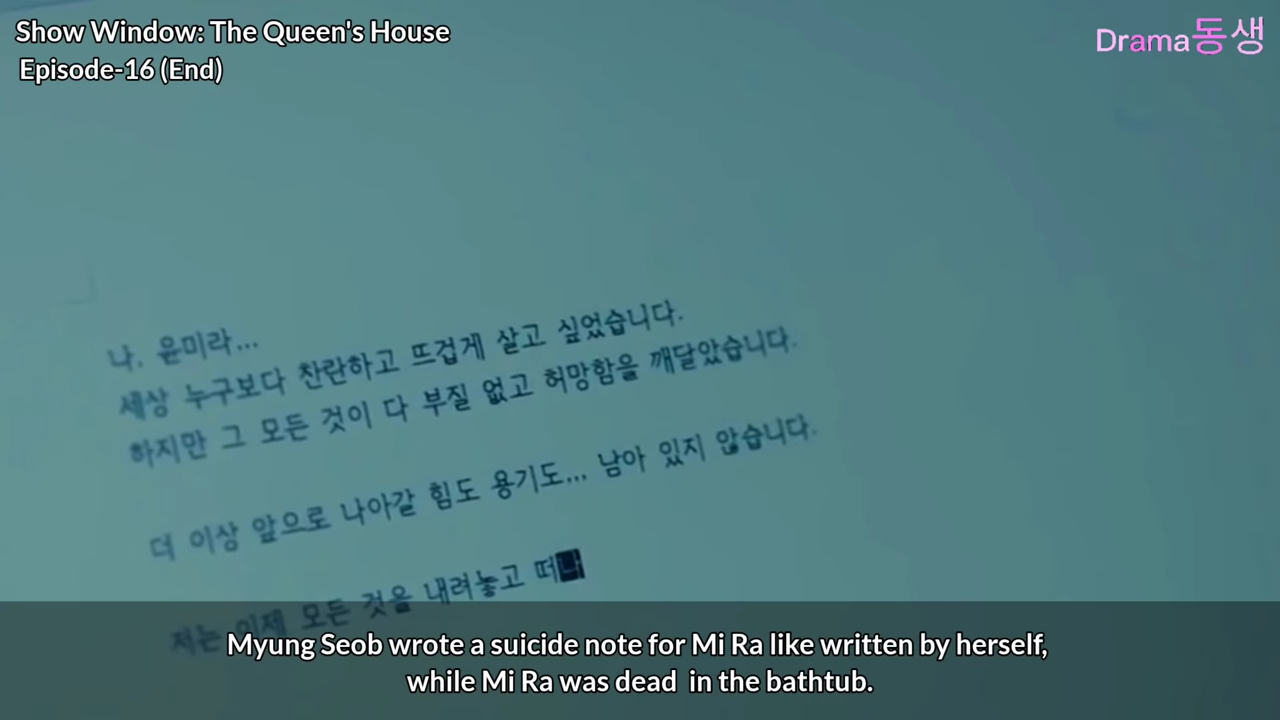 Show Window: The Queen's House
Drama동생
Episode-16 (End)
나. 윤미라...
세상 누구보다 찬란하고 뜨겁게 살고 싶었습니다.
하지만 그 모든 것이 다 부질 없고 허망함을 깨달았습니다.
더 이상 앞으로 나아갈 힘도 용기도... 남아 있지 않습니다.
저는 이제 모든 것을 내려놓고 떠나
Myung Seob wrote a suicide note for Mi Ra like written by herself,
while Mi Ra was dead in the bathtub.